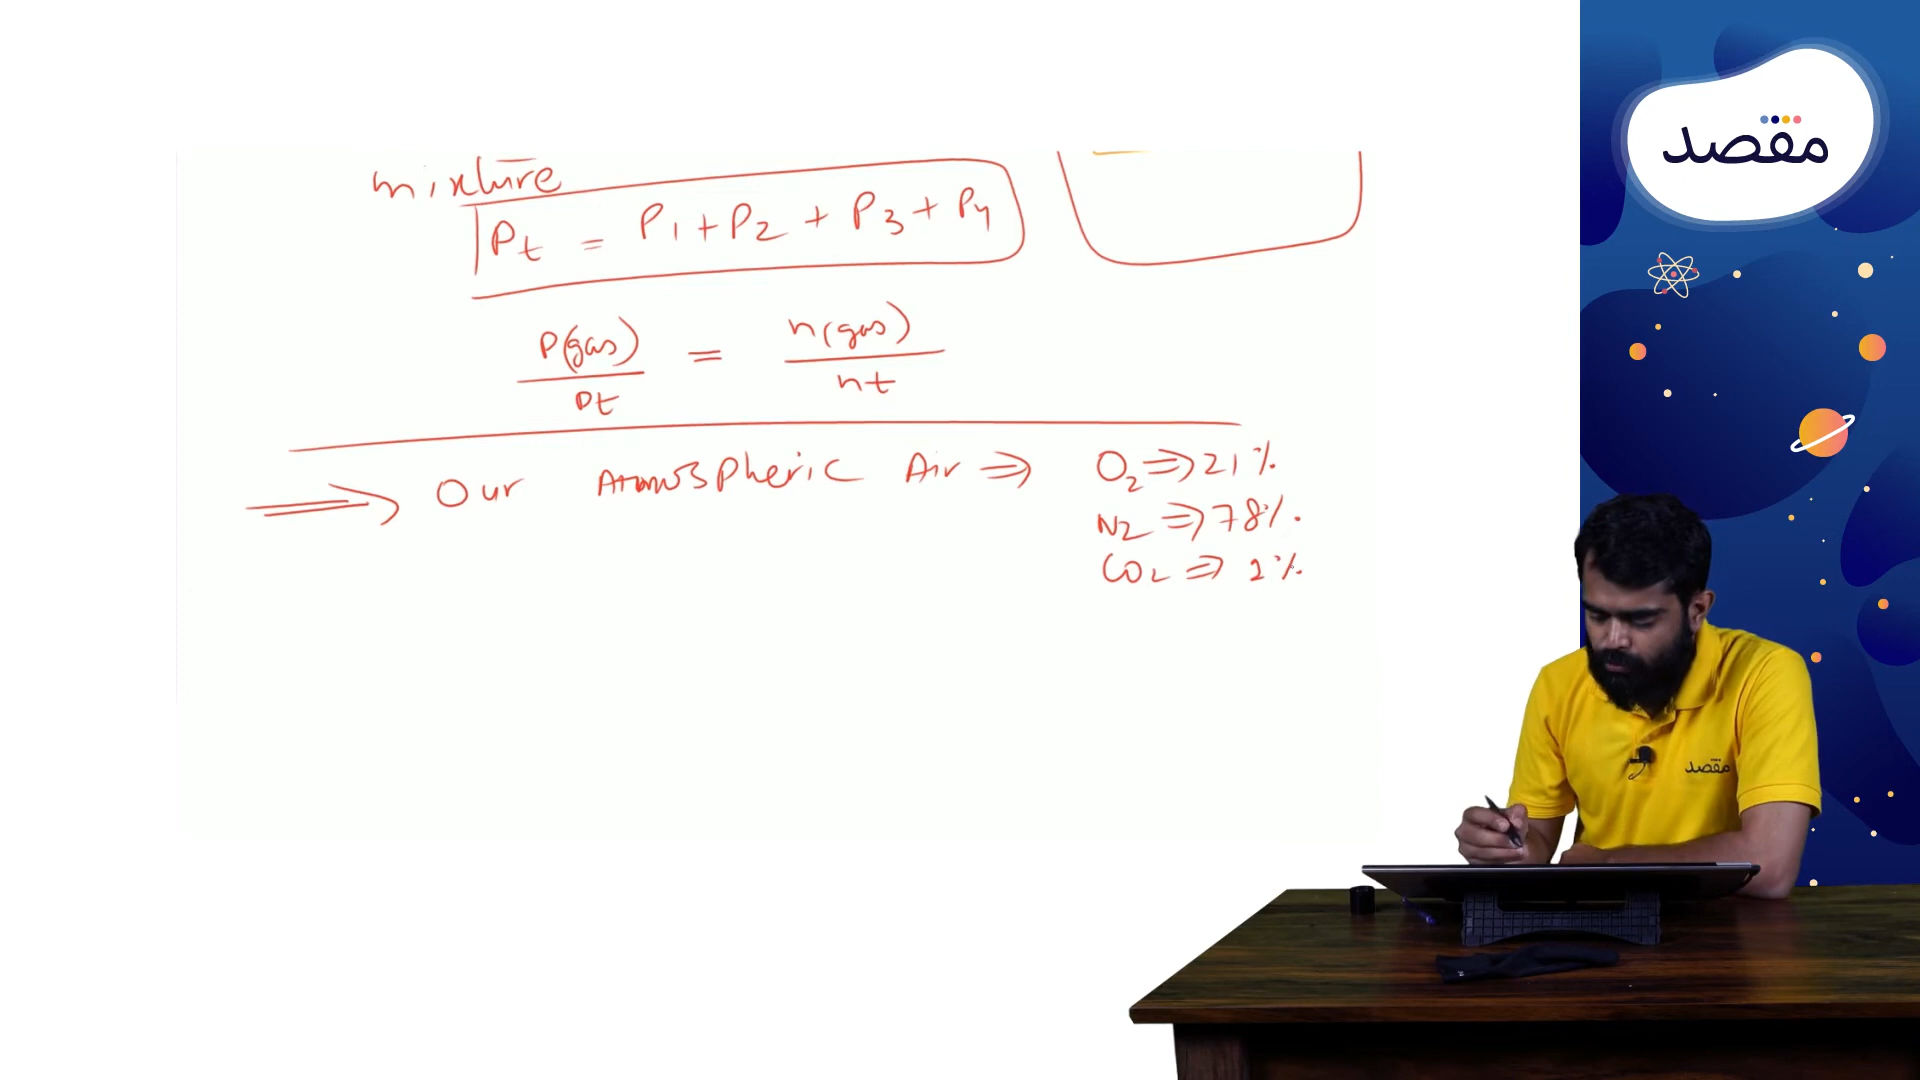 mixture
Pt = P1 + P2 + P3 + P4
P(gas) / Pt = n(gas) / nt
⟹ Our Atmospheric Air ⇒ O2 ⇒ 21%
N2 ⇒ 78%.
CO2 ⇒ 1%.
مقصد
مقصد